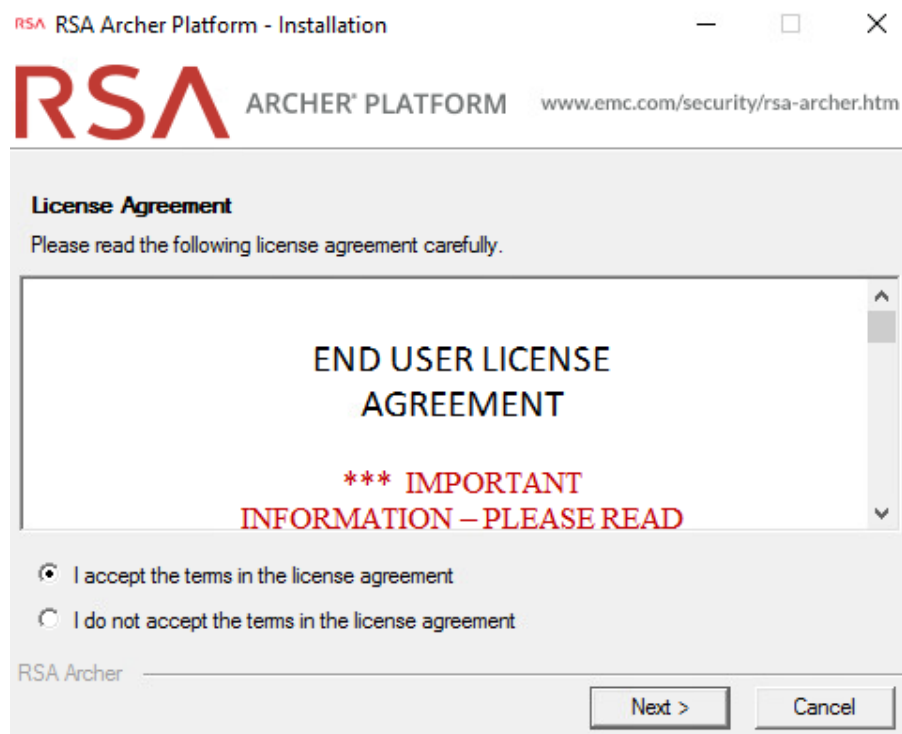 RSA RSA Archer Platform - Installation
RSA ARCHER® PLATFORM www.emc.com/security/rsa-archer.htm
License Agreement
Please read the following license agreement carefully.
END USER LICENSE
AGREEMENT
*** IMPORTANT
INFORMATION – PLEASE READ
I accept the terms in the license agreement
I do not accept the terms in the license agreement
RSA Archer
Next > Cancel